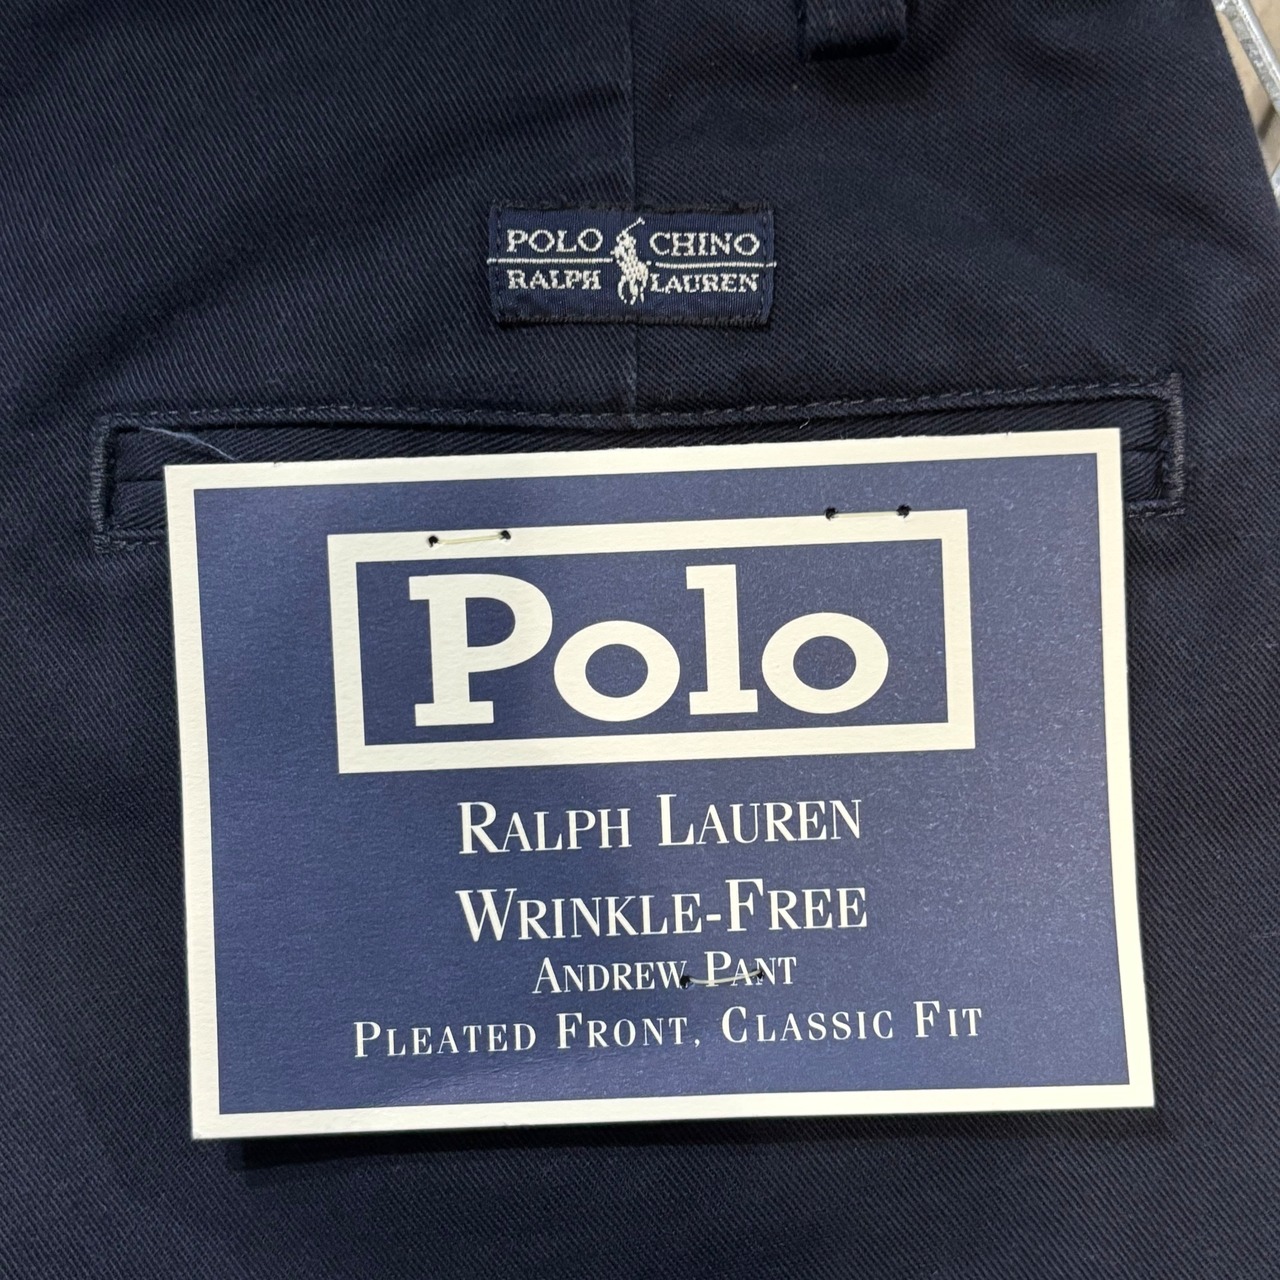 POLO CHINO
RALPH LAUREN
Polo
RALPH LAUREN
WRINKLE-FREE
ANDREW PANT
PLEATED FRONT, CLASSIC FIT